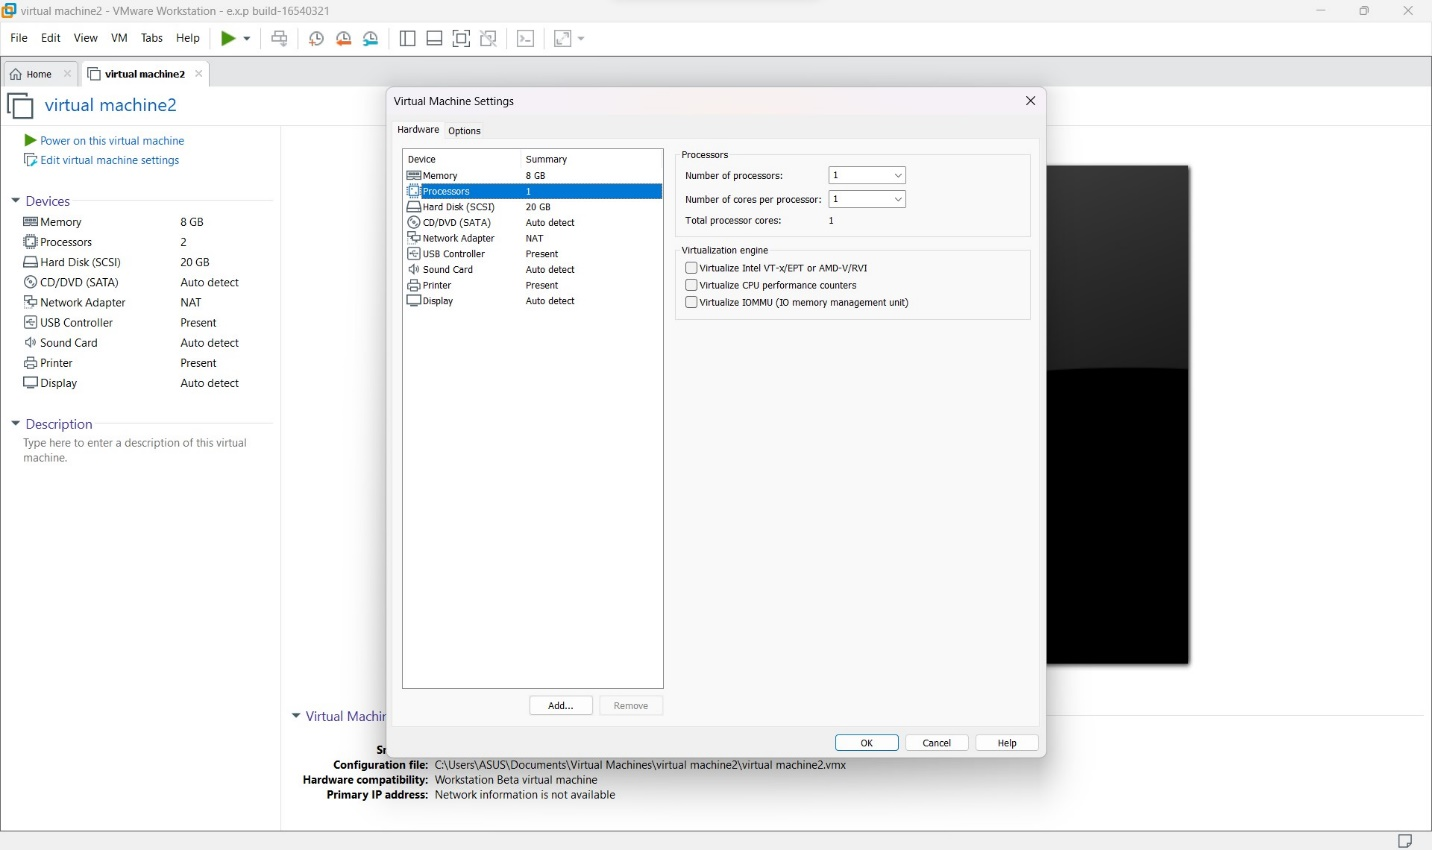 virtual machine2 - VMware Workstation - e.x.p build-16540321
File Edit View VM Tabs Help
Home
virtual machine2
virtual machine2
Power on this virtual machine
Edit virtual machine settings
Devices
Memory 8 GB
Processors 2
Hard Disk (SCSI) 20 GB
CD/DVD (SATA) Auto detect
Network Adapter NAT
USB Controller Present
Sound Card Auto detect
Printer Present
Display Auto detect
Description
Type here to enter a description of this virtual
machine.
Virtual Machine Settings
Hardware Options
Device Summary
Memory 8 GB
Processors 1
Hard Disk (SCSI) 20 GB
CD/DVD (SATA) Auto detect
Network Adapter NAT
USB Controller Present
Sound Card Auto detect
Printer Present
Display Auto detect
Add... Remove
Processors
Number of processors: 1
Number of cores per processor: 1
Total processor cores: 1
Virtualization engine
Virtualize Intel VT-x/EPT or AMD-V/RVI
Virtualize CPU performance counters
Virtualize IOMMU (IO memory management unit)
OK Cancel Help
Virtual Machin
Configuration file: C:\Users\ASUS\Documents\Virtual Machines\virtual machine2\virtual machine2.vmx
Hardware compatibility: Workstation Beta virtual machine
Primary IP address: Network information is not available